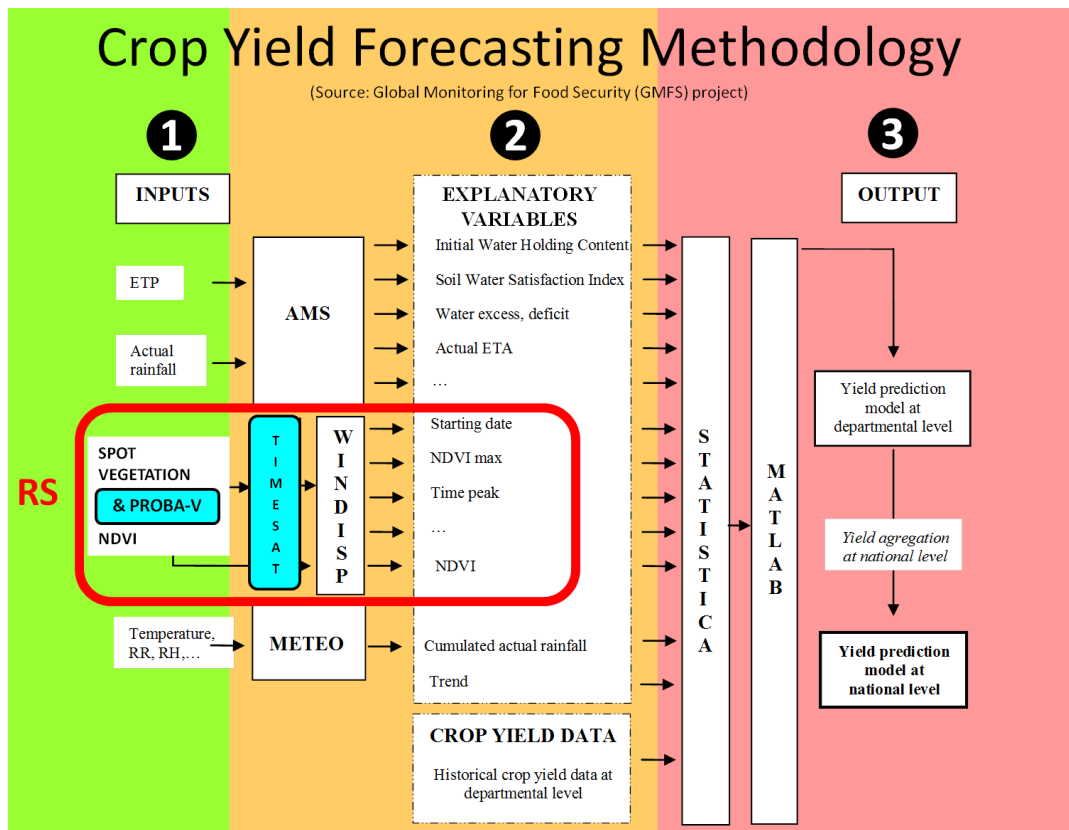 Crop Yield Forecasting Methodology
(Source: Global Monitoring for Food Security (GMFS) project)
1
2
3
INPUTS
EXPLANATORY
VARIABLES
OUTPUT
ETP
Actual
rainfall
AMS
Initial Water Holding Content
Soil Water Satisfaction Index
Water excess, deficit
Actual ETA
...
RS
SPOT
VEGETATION
& PROBA-V
NDVI
TIMESAT
WINDISP
Starting date
NDVI max
Time peak
...
NDVI
Temperature,
RR, RH,...
METEO
Cumulated actual rainfall
Trend
CROP YIELD DATA
Historical crop yield data at
departmental level
STATISTICA
MATLAB
Yield prediction
model at
departmental level
Yield agregation
at national level
Yield prediction
model at
national level